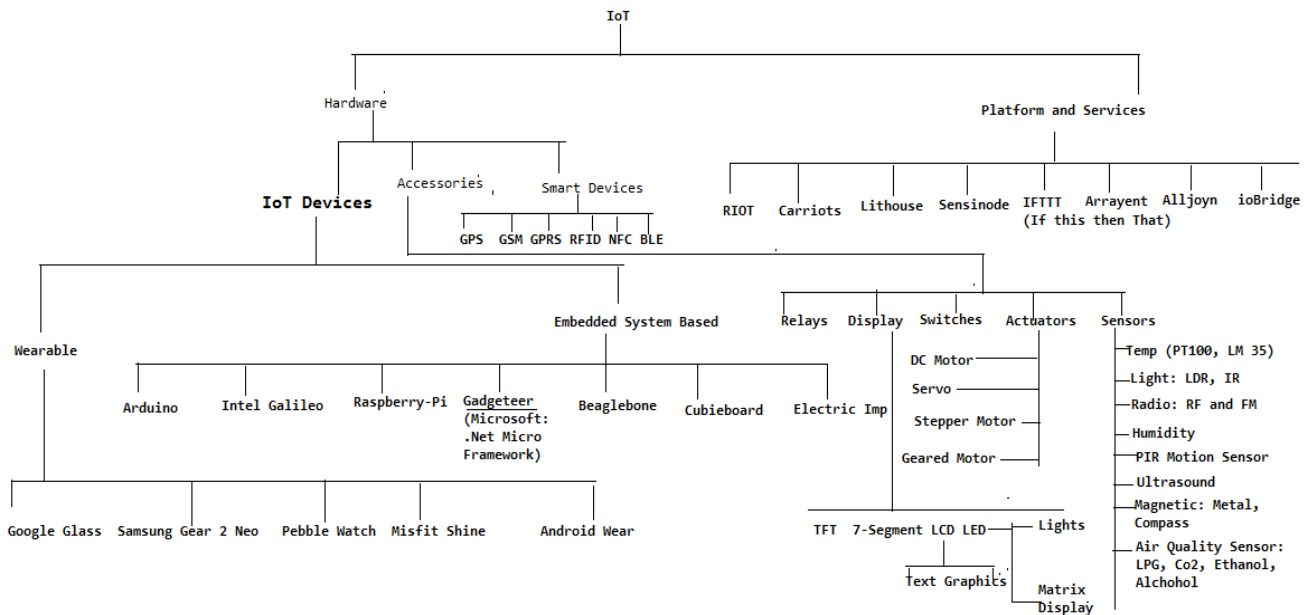 IoT
Hardware
Platform and Services
IoT Devices
Accessories
Smart Devices
RIOT
Carriots
Lithouse
Sensinode
IFTTT
(If this then That)
Arrayent
Alljoyn
ioBridge
GPS GSM GPRS RFID NFC BLE
Wearable
Embedded System Based
Relays
Display
Switches
Actuators
Sensors
Arduino
Intel Galileo
Raspberry-Pi
Gadgeteer
(Microsoft:
.Net Micro
Framework)
Beaglebone
Cubieboard
Electric Imp
DC Motor
Servo
Stepper Motor
Geared Motor
Temp (PT100, LM 35)
Light: LDR, IR
Radio: RF and FM
Humidity
PIR Motion Sensor
Ultrasound
Magnetic: Metal,
Compass
Air Quality Sensor:
LPG, Co2, Ethanol,
Alchohol
Google Glass
Samsung Gear 2 Neo
Pebble Watch
Misfit Shine
Android Wear
TFT 7-Segment LCD LED
Lights
Text Graphics
Matrix
Display